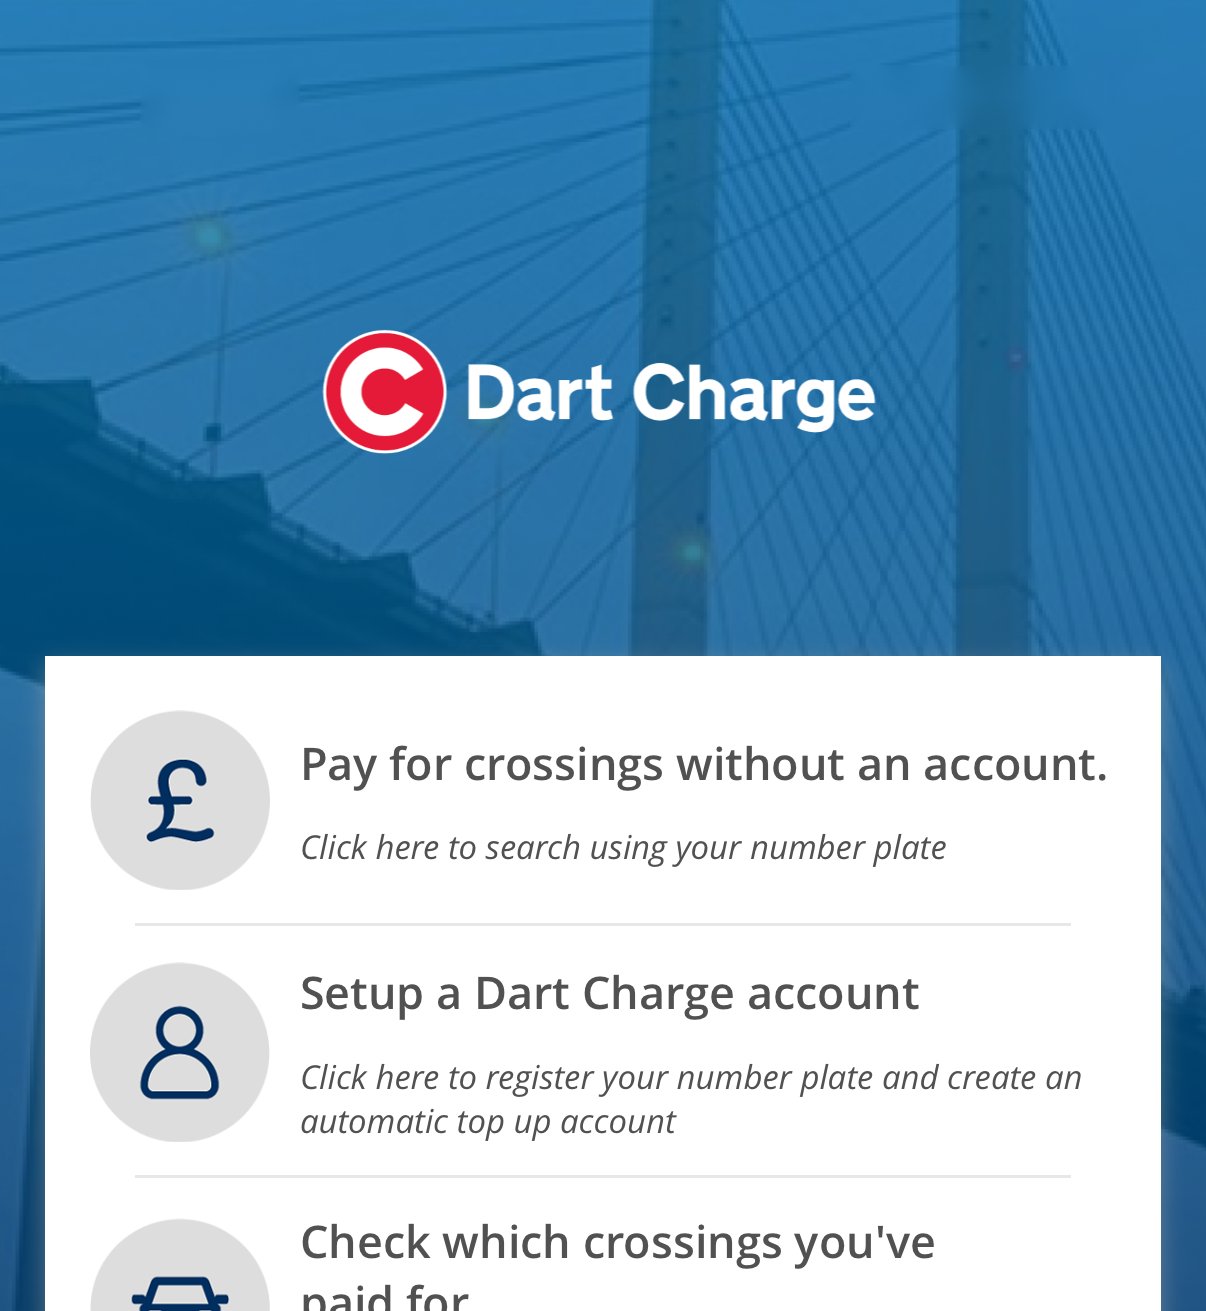 C Dart Charge
£
Pay for crossings without an account.
Click here to search using your number plate
Setup a Dart Charge account
Click here to register your number plate and create an
automatic top up account
Check which crossings you've
paid for